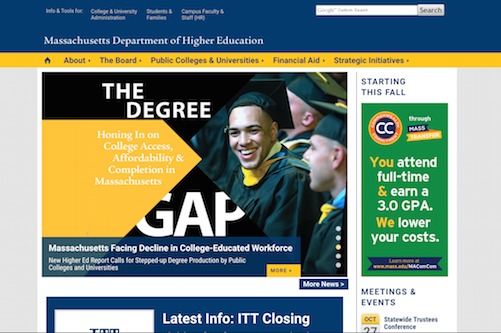 Info & Tools for:
College & University
Administration
Students &
Families
Campus Faculty &
Staff (HR)
Search
Massachusetts Department of Higher Education
About
The Board
Public Colleges & Universities
Financial Aid
Strategic Initiatives
THE
DEGREE
GAP
Honing In on
College Access,
Affordability &
Completion in
Massachusetts
Massachusetts Facing Decline in College-Educated Workforce
New Higher Ed Report Calls for Stepped-up Degree Production by Public
Colleges and Universities
MORE >
More News >
Latest Info: ITT Closing
STARTING
THIS FALL
CC
through
MASS
TRANSFER
You attend
full-time
& earn a
3.0 GPA.
We lower
your costs.
Learn more at
www.mass.edu/MAComCom
MEETINGS &
EVENTS
OCT
27
Statewide Trustees
Conference